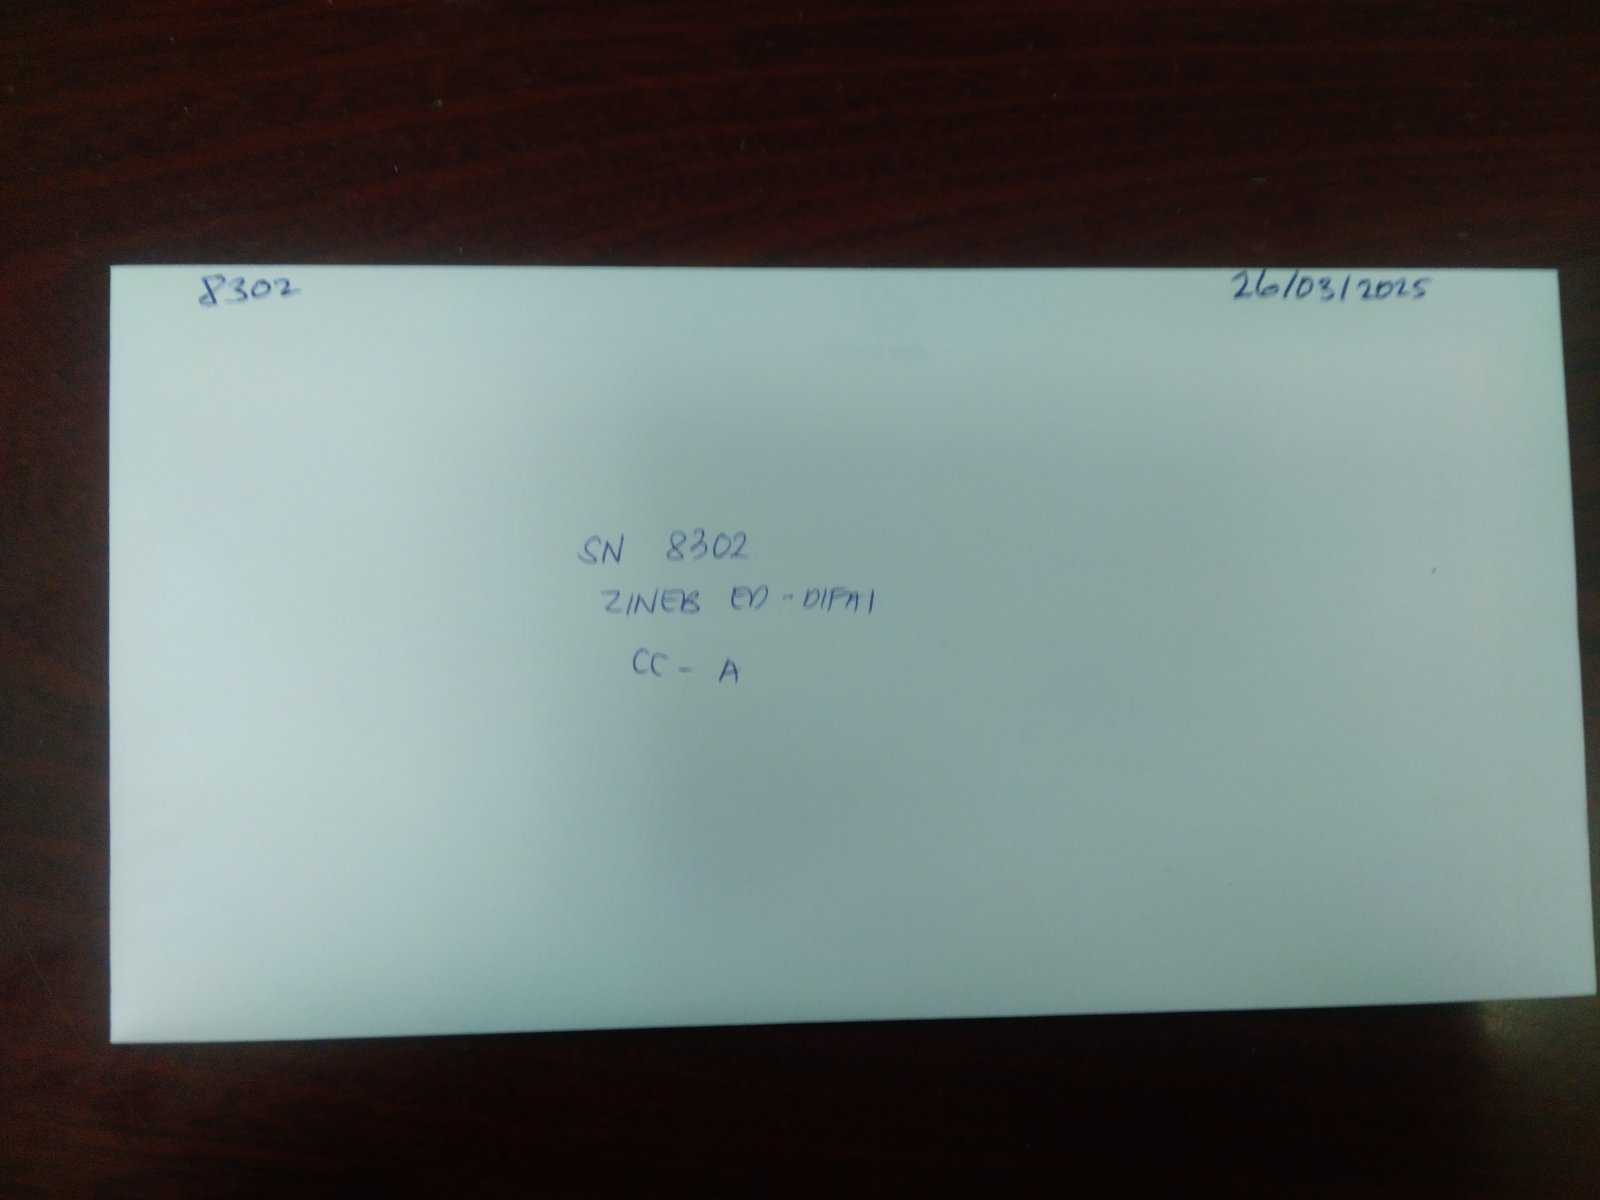 8302 26/03/2025
SN 8302
ZINEB ED-DIFAI
CC - A